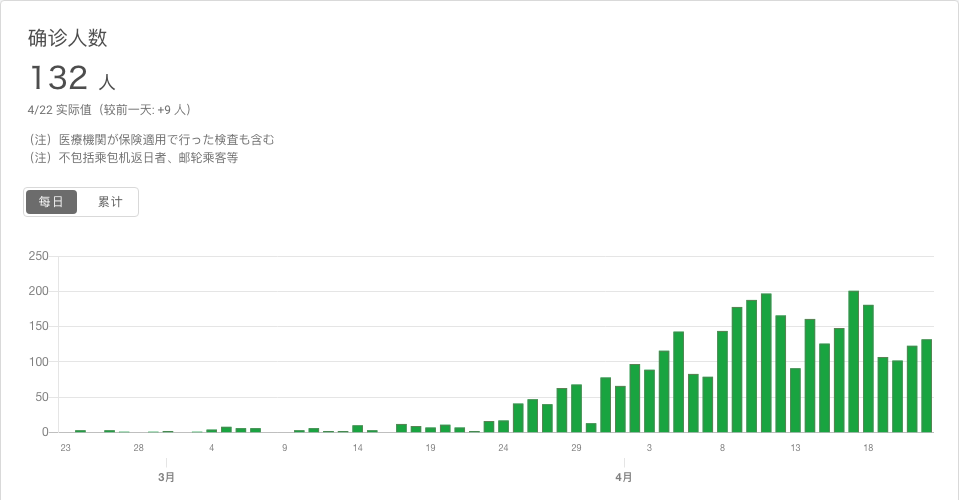 确诊人数
132 人
4/22 实际值（较前一天: +9 人）
（注）医療機関が保険適用で行った検査も含む
（注）不包括乘包机返日者、邮轮乘客等
每日 累计
250
200
150
100
50
0
23 28 4 9 14 19 24 29 3 8 13 18
3月 4月